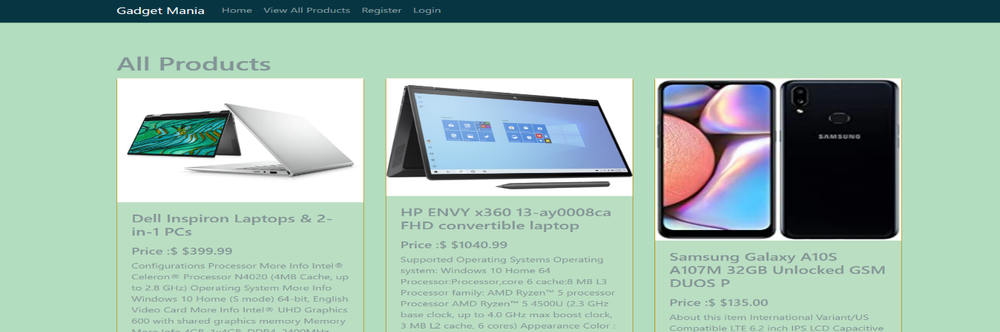 Gadget Mania Home View All Products Register Login
All Products
SAMSUNG
Dell Inspiron Laptops & 2-
in-1 PCs
Price :$ $399.99
Configurations Processor More Info Intel®
Celeron® Processor N4020 (4MB Cache, up
to 2.8 GHz) Operating System More Info
Windows 10 Home (S mode) 64-bit, English
Video Card More Info Intel® UHD Graphics
600 with shared graphics memory Memory
More Info 4GB, 1x4GB, DDR4, 2400MHz
HP ENVY x360 13-ay0008ca
FHD convertible laptop
Price :$ $1040.99
Supported Operating Systems Operating
system: Windows 10 Home 64
Processor:Processor,core 6 cache:8 MB L3
Processor family: AMD Ryzen™ 5 processor
Processor AMD Ryzen™ 5 4500U (2.3 GHz
base clock, up to 4.0 GHz max boost clock,
3 MB L2 cache, 6 cores) Appearance Color :
Samsung Galaxy A10S
A107M 32GB Unlocked GSM
DUOS P
Price :$ $135.00
About this item International Variant/US
Compatible LTE 6.2 inch IPS LCD Capacitive